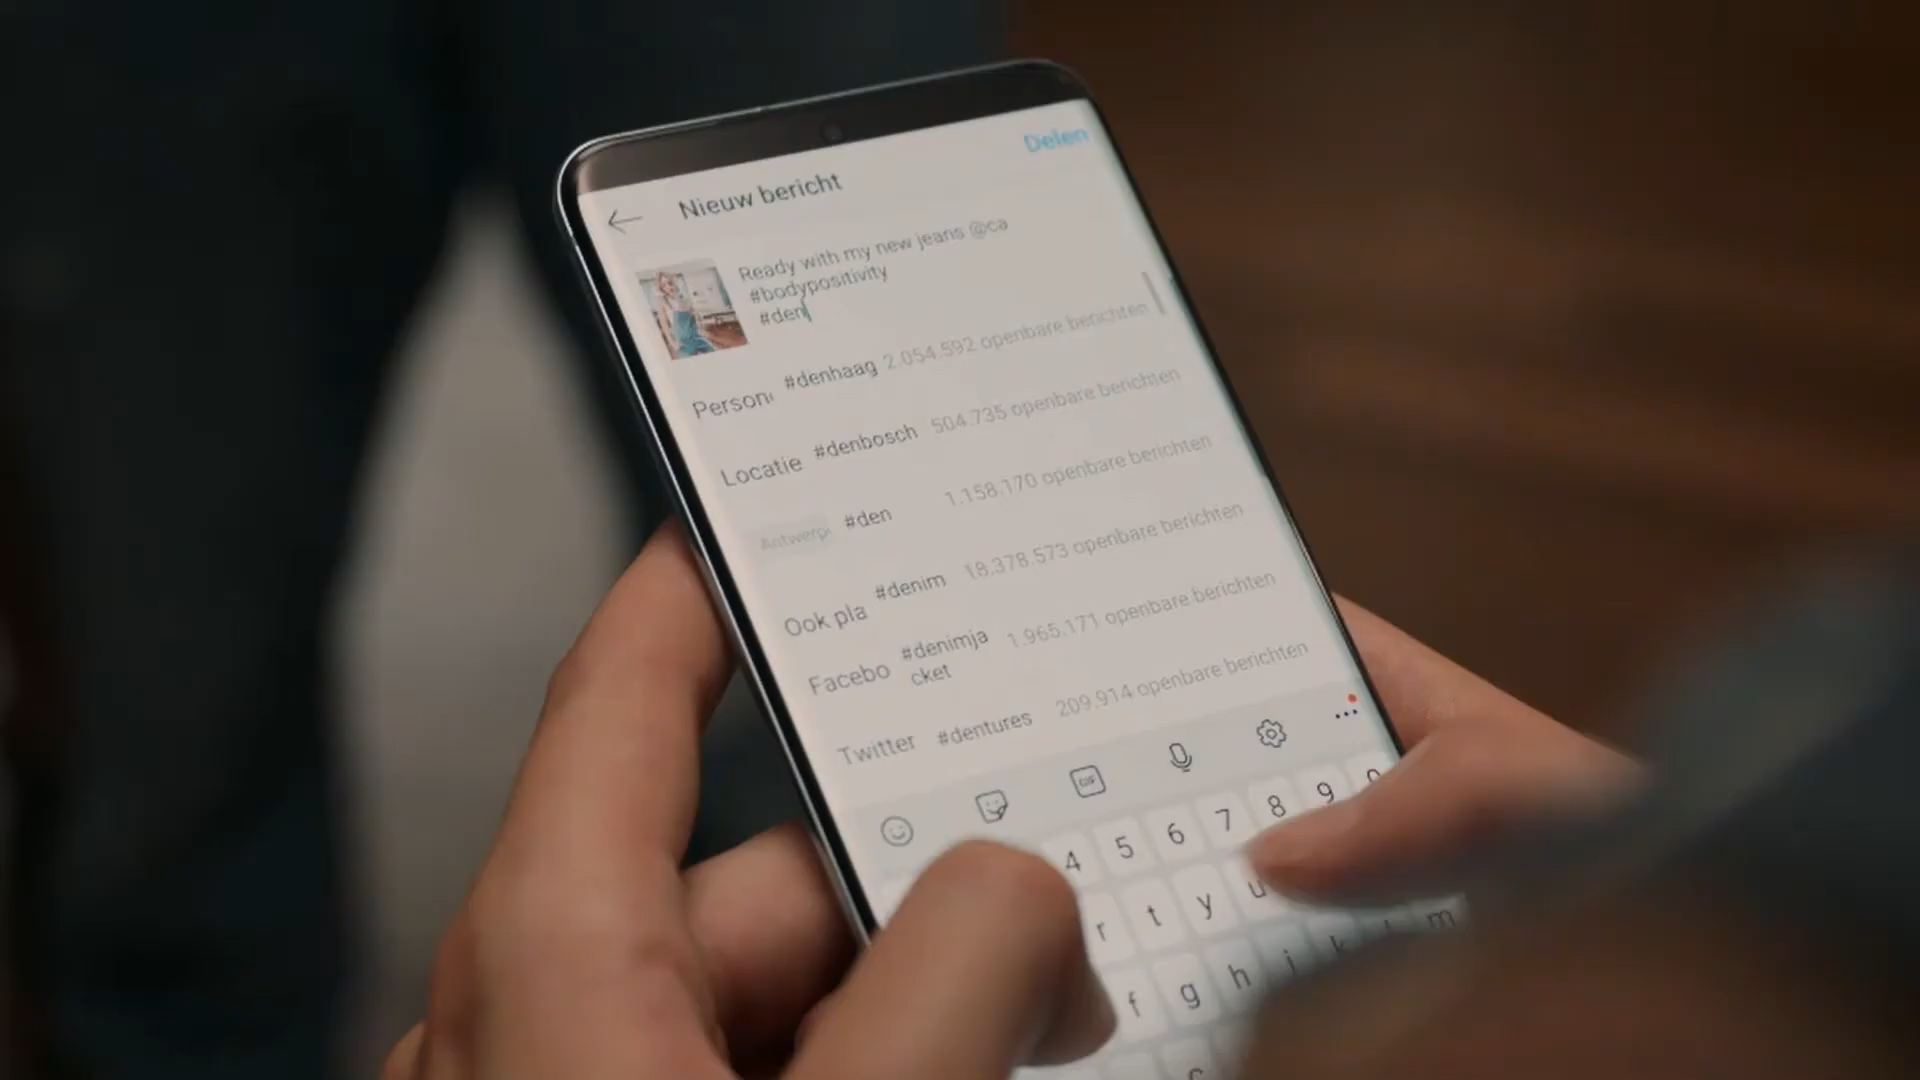 Delen
Nieuw bericht
Ready with my new jeans @ca
#bodypositivity
#den
#denhaag 2.054.592 openbare berichten
Person
#denbosch 504.735 openbare berichten
Locatie
#den 1.158.170 openbare berichten
Antwerp
#denim 18.378.573 openbare berichten
Ook pla
#denimja
cket 1.965.171 openbare berichten
Facebo
#dentures 209.914 openbare berichten
Twitter
GIF
4 5 6 7 8 9 0
r t y u
f g h j k l m
c